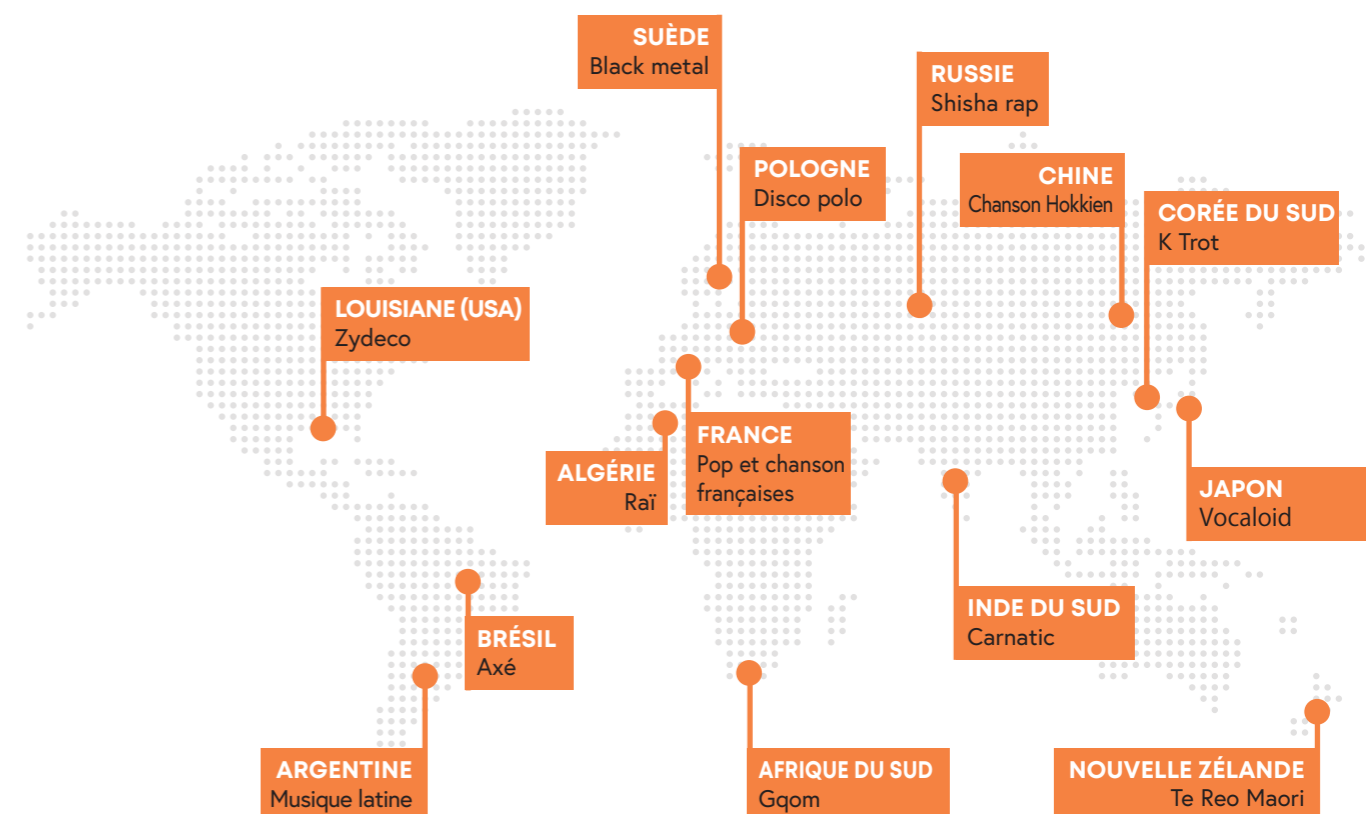 SUÈDE
Black metal
RUSSIE
Shisha rap
POLOGNE
Disco polo
CHINE
Chanson Hokkien
CORÉE DU SUD
K Trot
LOUISIANE (USA)
Zydeco
FRANCE
Pop et chanson
françaises
ALGÉRIE
Raï
JAPON
Vocaloid
INDE DU SUD
Carnatic
BRÉSIL
Axé
ARGENTINE
Musique latine
AFRIQUE DU SUD
Gqom
NOUVELLE ZÉLANDE
Te Reo Maori